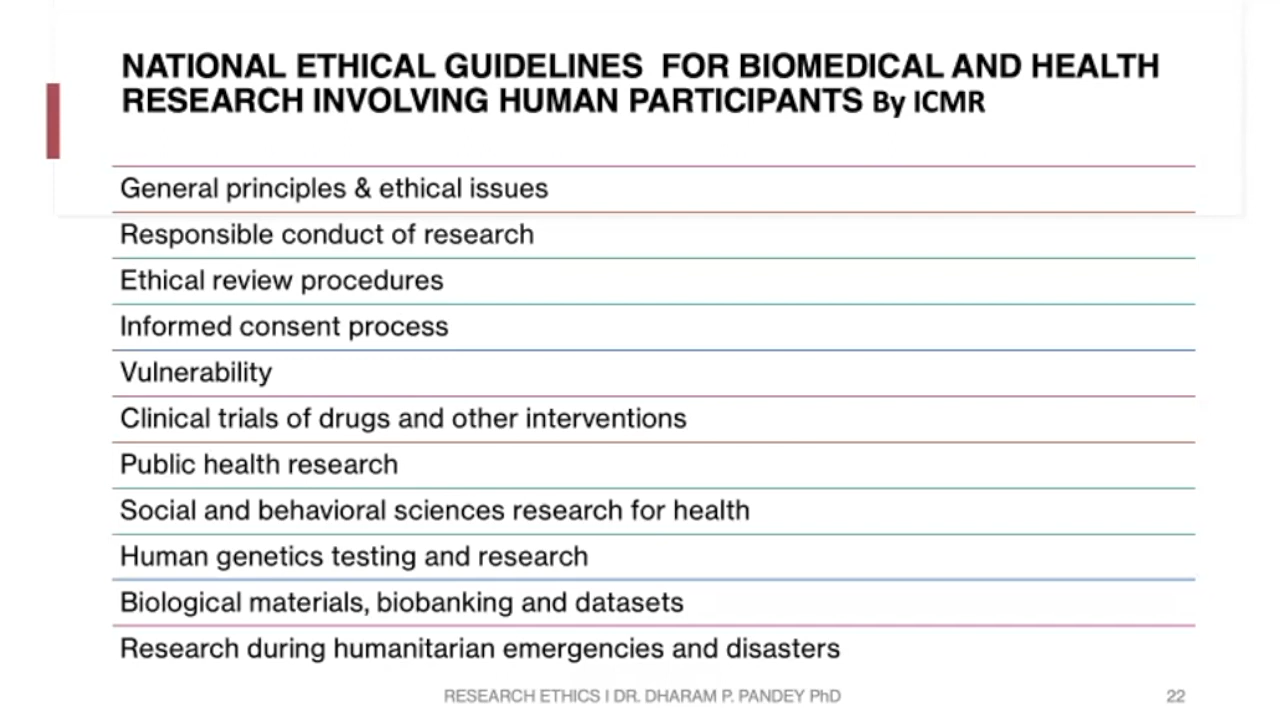 NATIONAL ETHICAL GUIDELINES FOR BIOMEDICAL AND HEALTH
RESEARCH INVOLVING HUMAN PARTICIPANTS By ICMR
General principles & ethical issues
Responsible conduct of research
Ethical review procedures
Informed consent process
Vulnerability
Clinical trials of drugs and other interventions
Public health research
Social and behavioral sciences research for health
Human genetics testing and research
Biological materials, biobanking and datasets
Research during humanitarian emergencies and disasters
RESEARCH ETHICS I DR. DHARAM P. PANDEY PhD
22